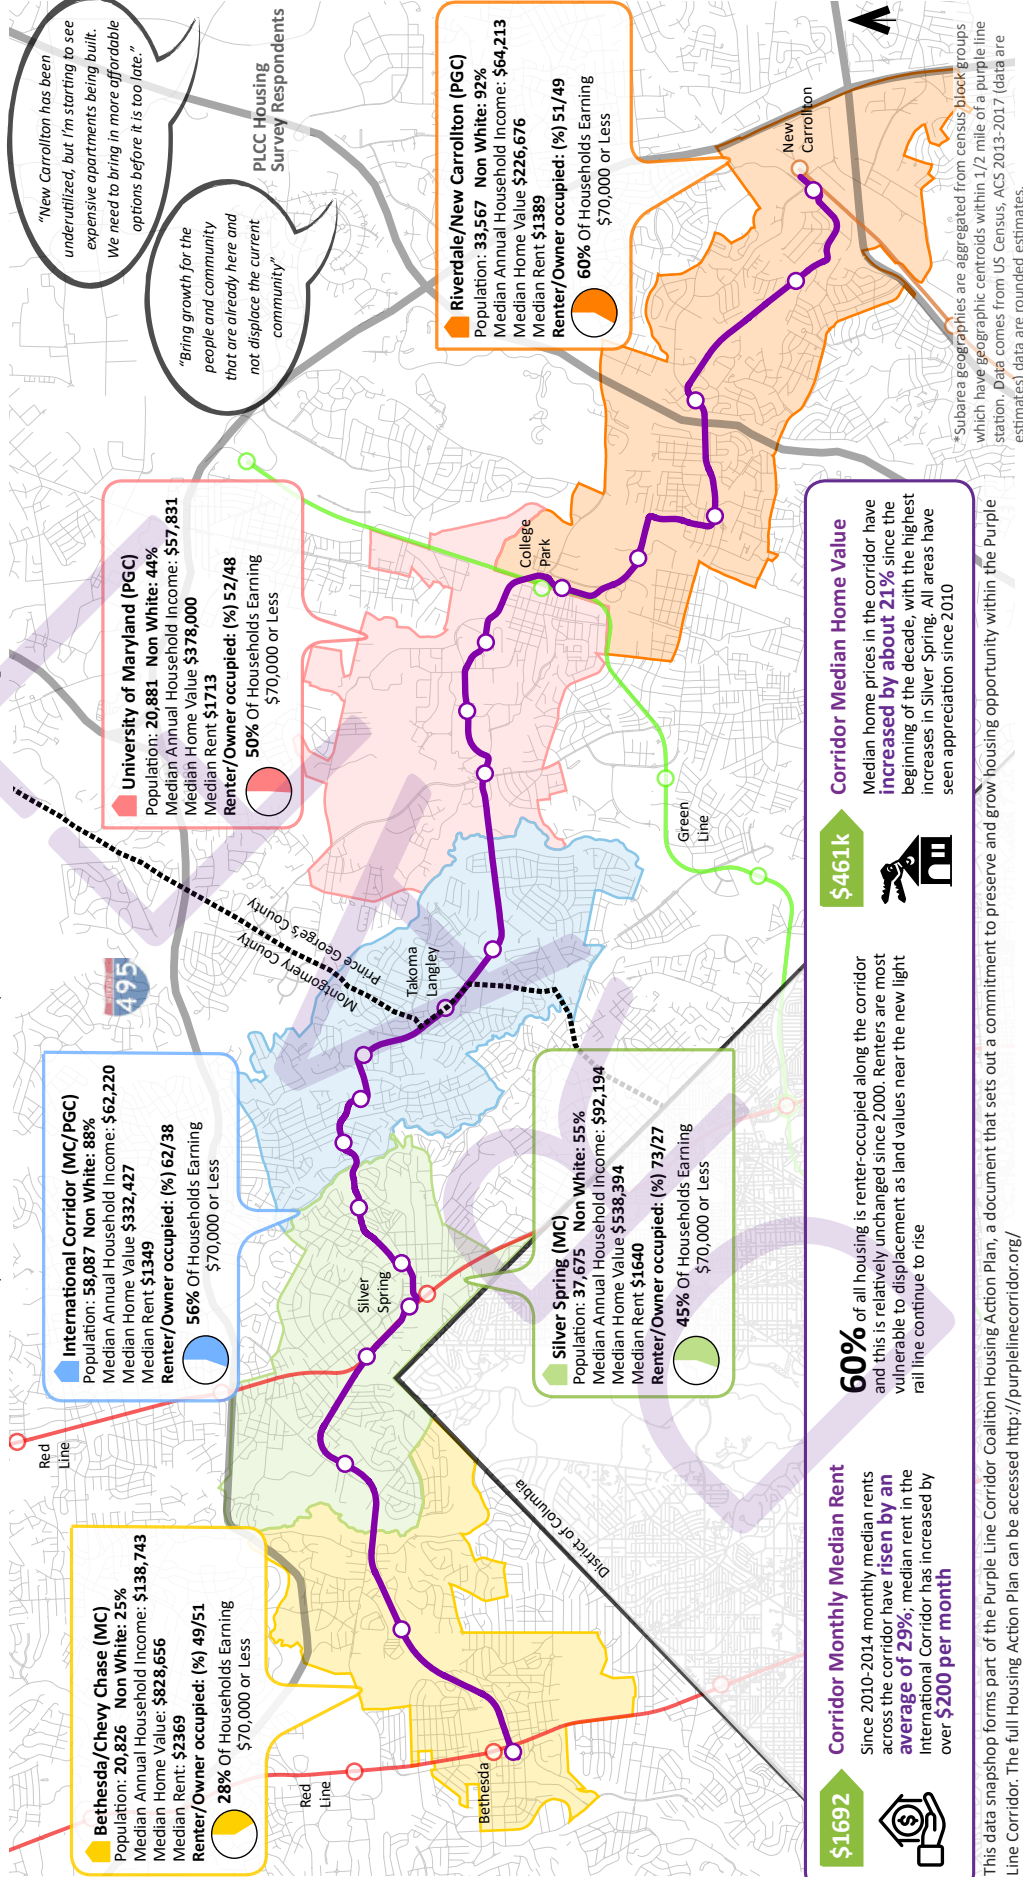 Bethesda/Chevy Chase (MC)
Population: 20,826 Non White: 25%
Median Annual Household Income: $138,743
Median Home Value: $828,656
Median Rent: $2369
Renter/Owner occupied: (%) 49/51
28% Of Households Earning
$70,000 or Less
International Corridor (MC/PGC)
Population: 58,087 Non White: 88%
Median Annual Household Income: $62,220
Median Home Value $332,427
Median Rent $1349
Renter/Owner occupied: (%) 62/38
56% Of Households Earning
$70,000 or Less
University of Maryland (PGC)
Population: 20,881 Non White: 44%
Median Annual Household Income: $57,831
Median Home Value $378,000
Median Rent $1713
Renter/Owner occupied: (%) 52/48
50% Of Households Earning
$70,000 or Less
"New Carrollton has been
underutilized, but I'm starting to see
expensive apartments being built.
We need to bring in more affordable
options before it is too late."
"Bring growth for the
people and community
that are already here and
not displace the current
community"
PLCC Housing
Survey Respondents
Riverdale/New Carrollton (PGC)
Population: 33,567 Non White: 92%
Median Annual Household Income: $64,213
Median Home Value $226,676
Median Rent $1389
Renter/Owner occupied: (%) 51/49
60% Of Households Earning
$70,000 or Less
Silver Spring (MC)
Population: 37,675 Non White: 55%
Median Annual Household Income: $92,194
Median Home Value $538,394
Median Rent $1640
Renter/Owner occupied: (%) 73/27
45% Of Households Earning
$70,000 or Less
Red
Line
Red
Line
Bethesda
Silver
Spring
495
Montgomery County
Prince George's County
Takoma
Langley
College
Park
Green
Line
New
Carrollton
District of Columbia
DRAFT
$1692
Corridor Monthly Median Rent
Since 2010-2014 monthly median rents
across the corridor have risen by an
average of 29%; median rent in the
International Corridor has increased by
over $200 per month
60% of all housing is renter-occupied along the corridor
and this is relatively unchanged since 2000. Renters are most
vulnerable to displacement as land values near the new light
rail line continue to rise
$461k
Corridor Median Home Value
Median home prices in the corridor have
increased by about 21% since the
beginning of the decade, with the highest
increases in Silver Spring. All areas have
seen appreciation since 2010
*Subarea geographies are aggregated from census block groups
which have geographic centroids within 1/2 mile of a purple line
station. Data comes from US Census, ACS 2013-2017 (data are
estimates) data are rounded estimates.
This data snapshot forms part of the Purple Line Corridor Coalition Housing Action Plan, a document that sets out a commitment to preserve and grow housing opportunity within the Purple
Line Corridor. The full Housing Action Plan can be accessed http://purplelinecorridor.org/